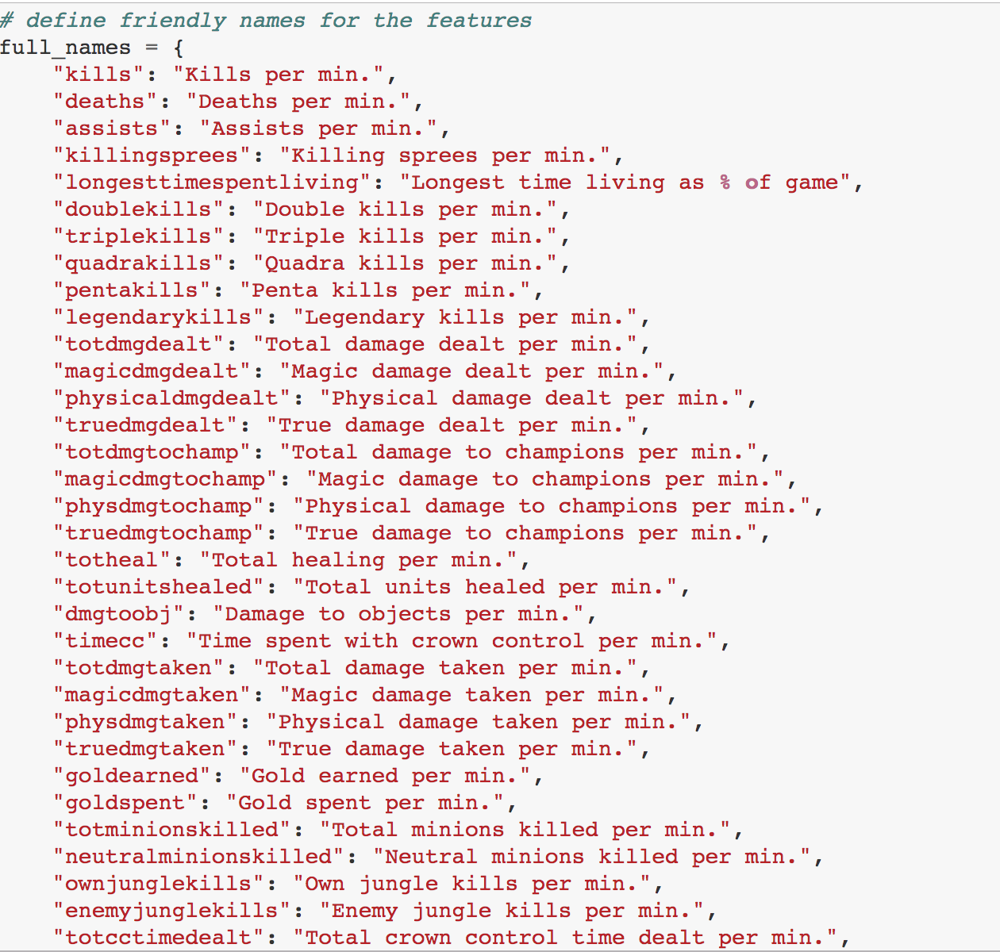 # define friendly names for the features
full_names = {
    "kills": "Kills per min.",
    "deaths": "Deaths per min.",
    "assists": "Assists per min.",
    "killingsprees": "Killing sprees per min.",
    "longesttimespentliving": "Longest time living as % of game",
    "doublekills": "Double kills per min.",
    "triplekills": "Triple kills per min.",
    "quadrakills": "Quadra kills per min.",
    "pentakills": "Penta kills per min.",
    "legendarykills": "Legendary kills per min.",
    "totdmgdealt": "Total damage dealt per min.",
    "magicdmgdealt": "Magic damage dealt per min.",
    "physicaldmgdealt": "Physical damage dealt per min.",
    "truedmgdealt": "True damage dealt per min.",
    "totdmgtochamp": "Total damage to champions per min.",
    "magicdmgtochamp": "Magic damage to champions per min.",
    "physdmgtochamp": "Physical damage to champions per min.",
    "truedmgtochamp": "True damage to champions per min.",
    "totheal": "Total healing per min.",
    "totunitshealed": "Total units healed per min.",
    "dmgtoobj": "Damage to objects per min.",
    "timecc": "Time spent with crown control per min.",
    "totdmgtaken": "Total damage taken per min.",
    "magicdmgtaken": "Magic damage taken per min.",
    "physdmgtaken": "Physical damage taken per min.",
    "truedmgtaken": "True damage taken per min.",
    "goldearned": "Gold earned per min.",
    "goldspent": "Gold spent per min.",
    "totminionskilled": "Total minions killed per min.",
    "neutralminionskilled": "Neutral minions killed per min.",
    "ownjunglekills": "Own jungle kills per min.",
    "enemyjunglekills": "Enemy jungle kills per min.",
    "totcctimedealt": "Total crown control time dealt per min.",